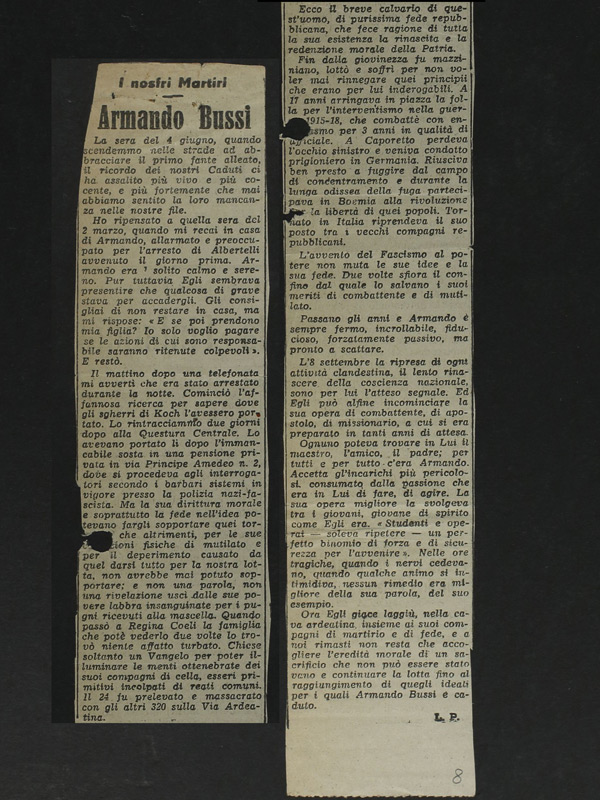 I nostri Martiri
Armando Bussi
La sera del 4 giugno, quando
scendemmo nelle strade ad ab-
bracciare il primo fante alleato,
il ricordo dei nostri Caduti ci
ha assalito più vivo e più co-
cente, e più fortemente che mai
abbiamo sentito la loro mancan-
za nelle nostre file.
Ho ripensato a quella sera del
2 marzo, quando mi recai in casa
di Armando, allarmato e preoccu-
pato per l'arresto di Albertelli
avvenuto il giorno prima. Ar-
mando era l solito calmo e sere-
no. Pur tuttavia Egli sembrava
presentire che qualcosa di grave
stava per accadergli. Gli consi-
gliai di non restare in casa, ma
mi rispose: « E se poi prendono
mia figlia? Io solo voglio pagare
se le azioni di cui sono responsa-
bile saranno ritenute colpevoli ».
E restò.
Il mattino dopo una telefonata
mi avvertì che era stato arrestato
durante la notte. Cominciò l'af-
fannosa ricerca per sapere dove
gli sgherri di Koch l'avessero por-
tato. Lo rintracciammo due giorni
dopo alla Questura Centrale. Lo
avevano portato lì dopo l'imman-
cabile sosta in una pensione pri-
vata in via Principe Amedeo n. 2,
dove si procedeva agli interroga-
tori secondo i barbari sistemi in
vigore presso la polizia nazi-fa-
scista. Ma la sua dirittura morale
e soprattutto la fede nell'idea po-
tevano fargli sopportare quei tor-
che altrimenti, per le sue
zioni fisiche di mutilato e
per il deperimento causato da
quel darsi tutto per la nostra lot-
ta, non avrebbe mai potuto sop-
portare; e non una parola, non
una rivelazione uscì dalle sue po-
vere labbra insanguinate per i pu-
gni ricevuti alla mascella. Quando
passò a Regina Coeli la famiglia
che potè vederlo due volte lo tro-
vò niente affatto turbato. Chiese
soltanto un Vangelo per poter il-
luminare le menti ottenebrate dei
suoi compagni di cella, esseri pri-
mitivi incolpati di reati comuni.
Il 24 fu prelevato e massacrato
con gli altri 320 sulla Via Ardea-
tina.
Ecco il breve calvario di que-
st'uomo, di purissima fede repub-
blicana, che fece ragione di tutta
la sua esistenza la rinascita e la
redenzione morale della Patria.
Fin dalla giovinezza fu mazzi-
niano, lottò e soffrì per non vo-
ler mai rinnegare quei principii
che erano per lui inderogabili. A
17 anni arringava in piazza la fol-
la per l'interventismo nella guer-
1915-18, che combattè con en-
smo per 3 anni in qualità di
ufficiale. A Caporetto perdeva
l'occhio sinistro e veniva condotto
prigioniero in Germania. Riusciva
ben presto a fuggire dal campo
di concentramento e durante la
lunga odissea della fuga parteci-
pava in Boemia alla rivoluzione
per la libertà di quei popoli. Tor-
nato in Italia riprendeva il suo
posto tra i vecchi compagni re-
pubblicani.
L'avvento del Fascismo al po-
tere non muta le sue idee e la
sua fede. Due volte sfiora il con-
fino dal quale lo salvano i suoi
meriti di combattente e di muti-
lato.
Passano gli anni e Armando è
sempre fermo, incrollabile, fidu-
cioso, forzatamente passivo, ma
pronto a scattare.
L'8 settembre la ripresa di ogni
attività clandestina, il lento rina-
scere della coscienza nazionale,
sono per lui l'atteso segnale. Ed
Egli può alfine incominciare la
sua opera di combattente, di apo-
stolo, di missionario, a cui si era
preparato in tanti anni di attesa.
Ognuno poteva trovare in Lui il
maestro, l'amico, il padre; per
tutti e per tutto c'era Armando.
Accetta gl'incarichi più pericolo-
si, consumato dalla passione che
era in Lui di fare, di agire. La
sua opera migliore la svolgeva
tra i giovani, giovane di spirito
come Egli era. « Studenti e ope-
rai — soleva ripetere — un per-
fetto binomio di forza e di sicu-
rezza per l'avvenire ». Nelle ore
tragiche, quando i nervi cedeva-
no, quando qualche animo si in-
timidiva, nessun rimedio era mi-
gliore della sua parola, del suo
esempio.
Ora Egli giace laggiù, nella ca-
va ardeatina, insieme ai suoi com-
pagni di martirio e di fede, e a
noi rimasti non resta che acco-
gliere l'eredità morale di un sa-
crificio che non può essere stato
vano e continuare la lotta fino al
raggiungimento di quegli ideali
per i quali Armando Bussi è ca-
duto.
L. P.
8